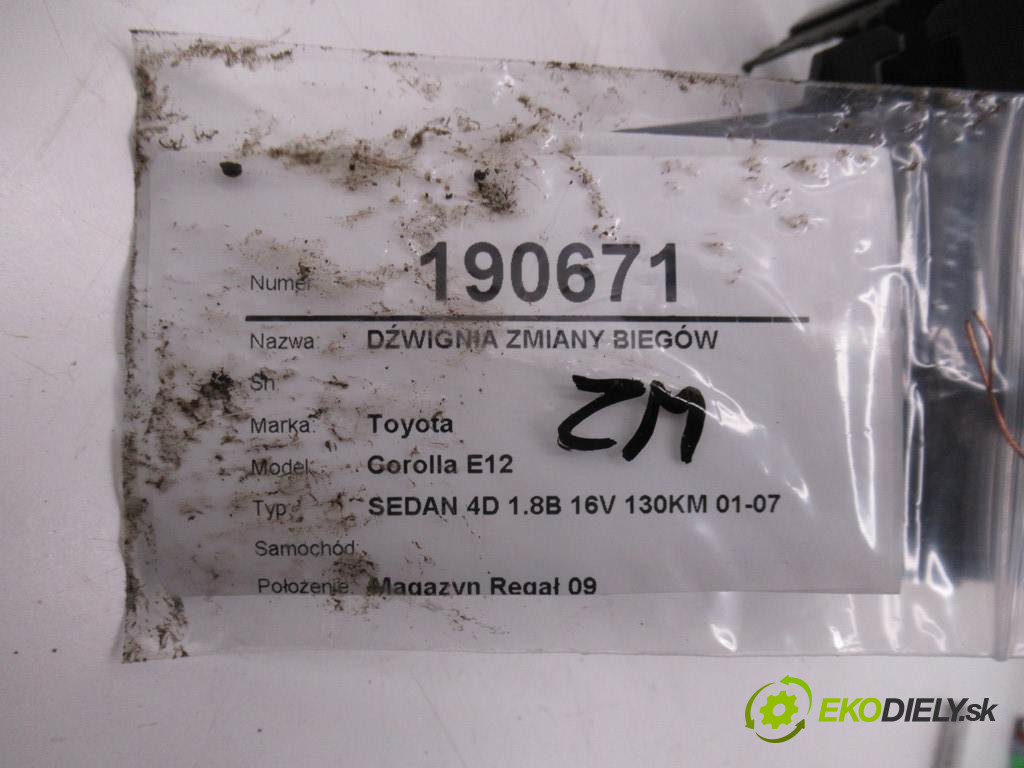 Numer 190671
Nazwa: DŹWIGNIA ZMIANY BIEGÓW
Sn:
ZM
Marka: Toyota
Model: Corolla E12
Typ: SEDAN 4D 1.8B 16V 130KM 01-07
Samochód:
Położenie: Magazyn Regał 09
EKODIELY.sk